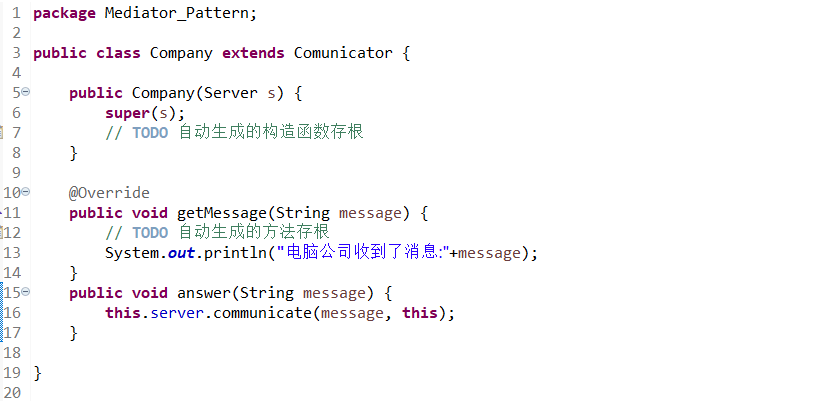 1 package Mediator_Pattern;
2
3 public class Company extends Comunicator {
4
5 public Company(Server s) {
6 super(s);
7 // TODO 自动生成的构造函数存根
8 }
9
10 @Override
11 public void getMessage(String message) {
12 // TODO 自动生成的方法存根
13 System.out.println("电脑公司收到了消息:"+message);
14 }
15 public void answer(String message) {
16 this.server.communicate(message, this);
17 }
18
19 }
20